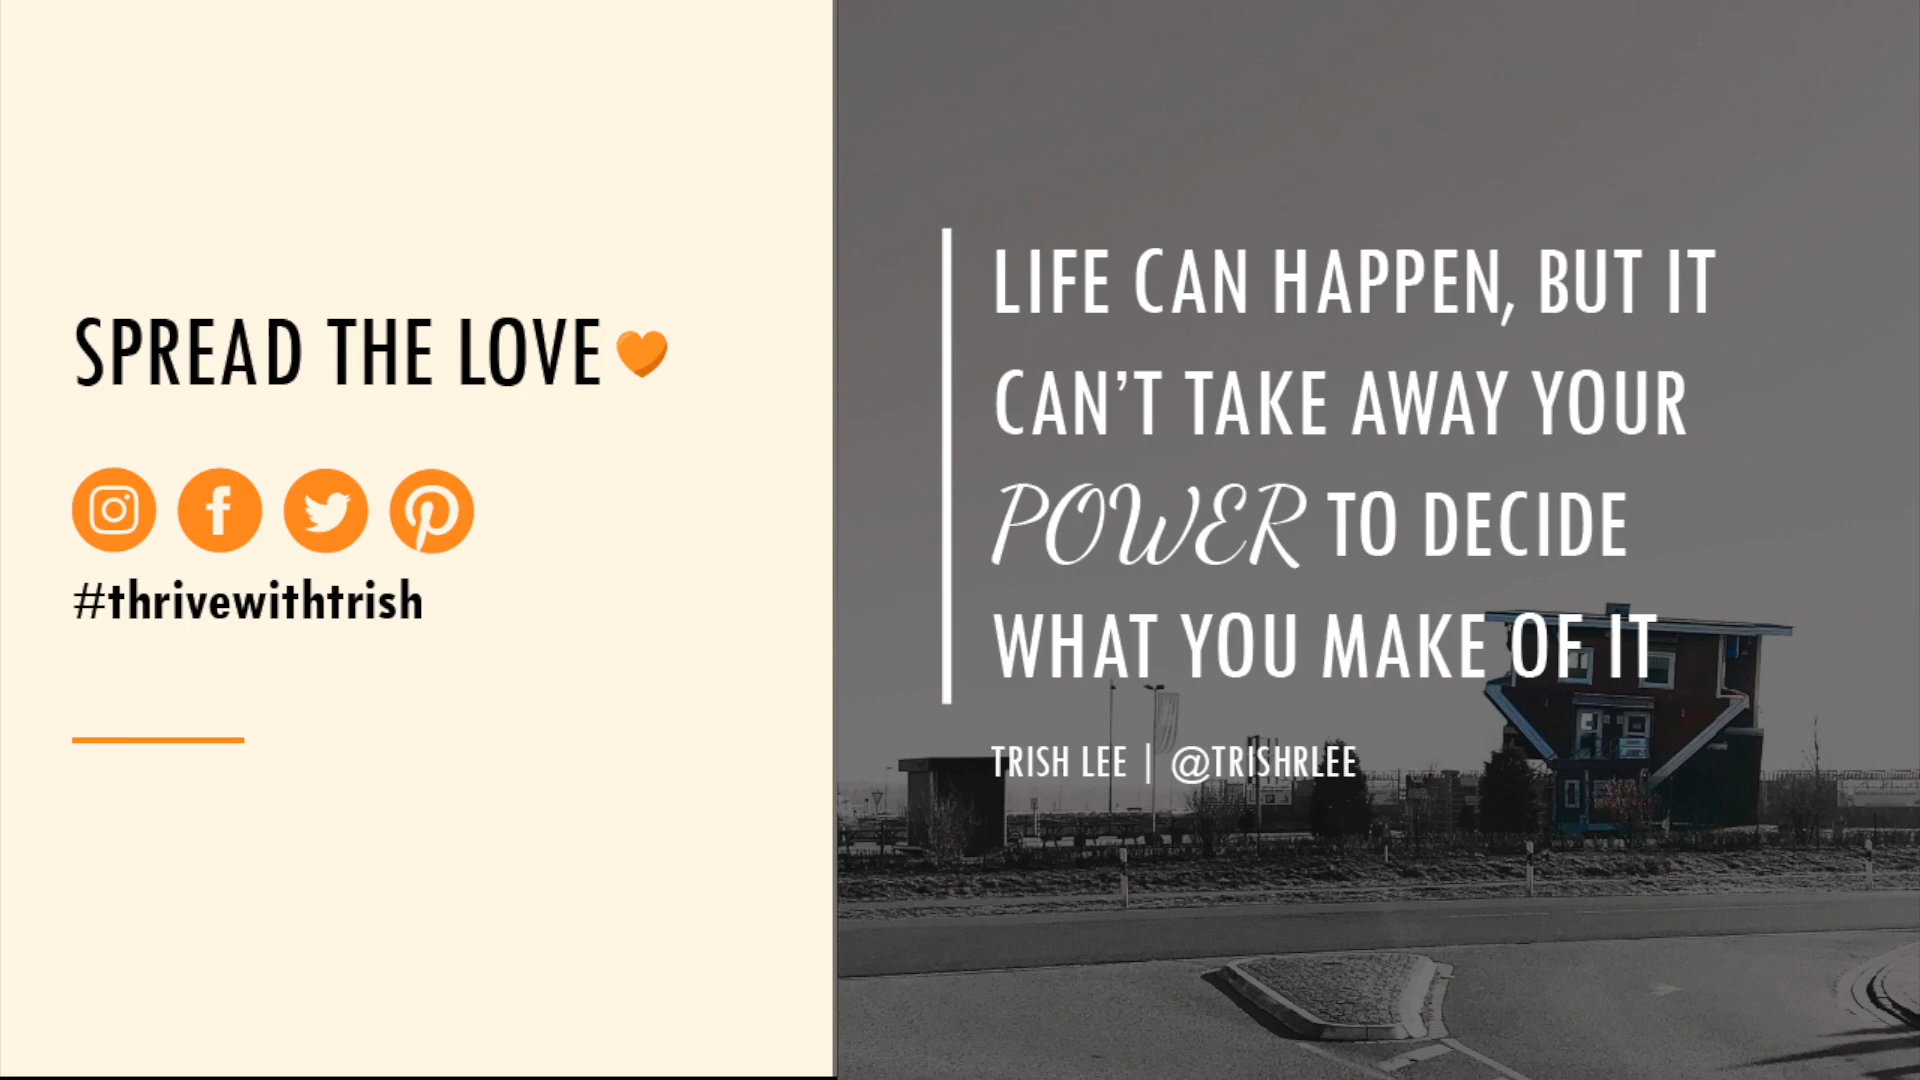 SPREAD THE LOVE
#thrivewithtrish
LIFE CAN HAPPEN, BUT IT
CAN’T TAKE AWAY YOUR
POWER TO DECIDE
WHAT YOU MAKE OF IT
TRISH LEE | @TRISHRLEE